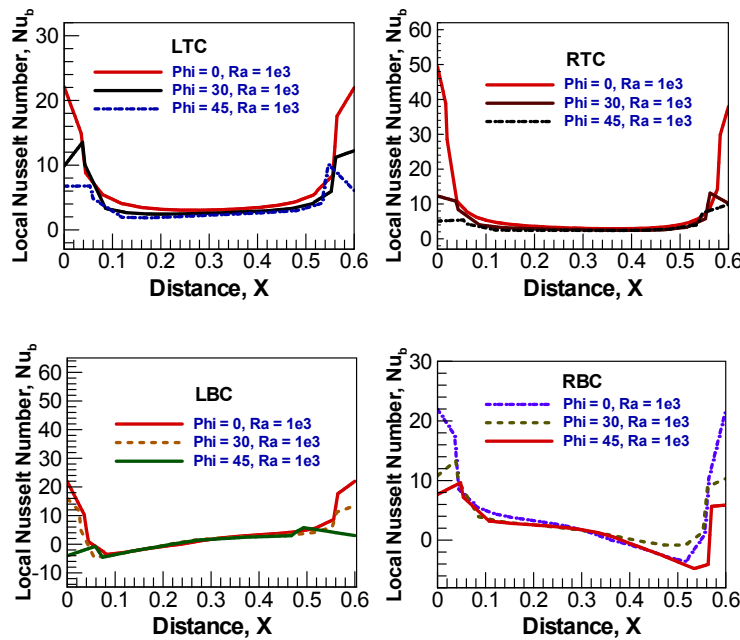 LTC
Phi = 0, Ra = 1e3
Phi = 30, Ra = 1e3
Phi = 45, Ra = 1e3
Local Nusselt Number, Nu_b
30
20
10
0
0 0.1 0.2 0.3 0.4 0.5 0.6
Distance, X
RTC
Phi = 0, Ra = 1e3
Phi = 30, Ra = 1e3
Phi = 45, Ra = 1e3
Local Nusselt Number, Nu_b
60
50
40
30
20
10
0
0 0.1 0.2 0.3 0.4 0.5 0.6
Distance, X
LBC
Phi = 0, Ra = 1e3
Phi = 30, Ra = 1e3
Phi = 45, Ra = 1e3
Local Nusselt Number, Nu_b
60
50
40
30
20
10
0
-10
0 0.1 0.2 0.3 0.4 0.5 0.6
Distance, X
RBC
Phi = 0, Ra = 1e3
Phi = 30, Ra = 1e3
Phi = 45, Ra = 1e3
Local Nusselt Number, Nu_b
30
20
10
0
0 0.1 0.2 0.3 0.4 0.5 0.6
Distance, X